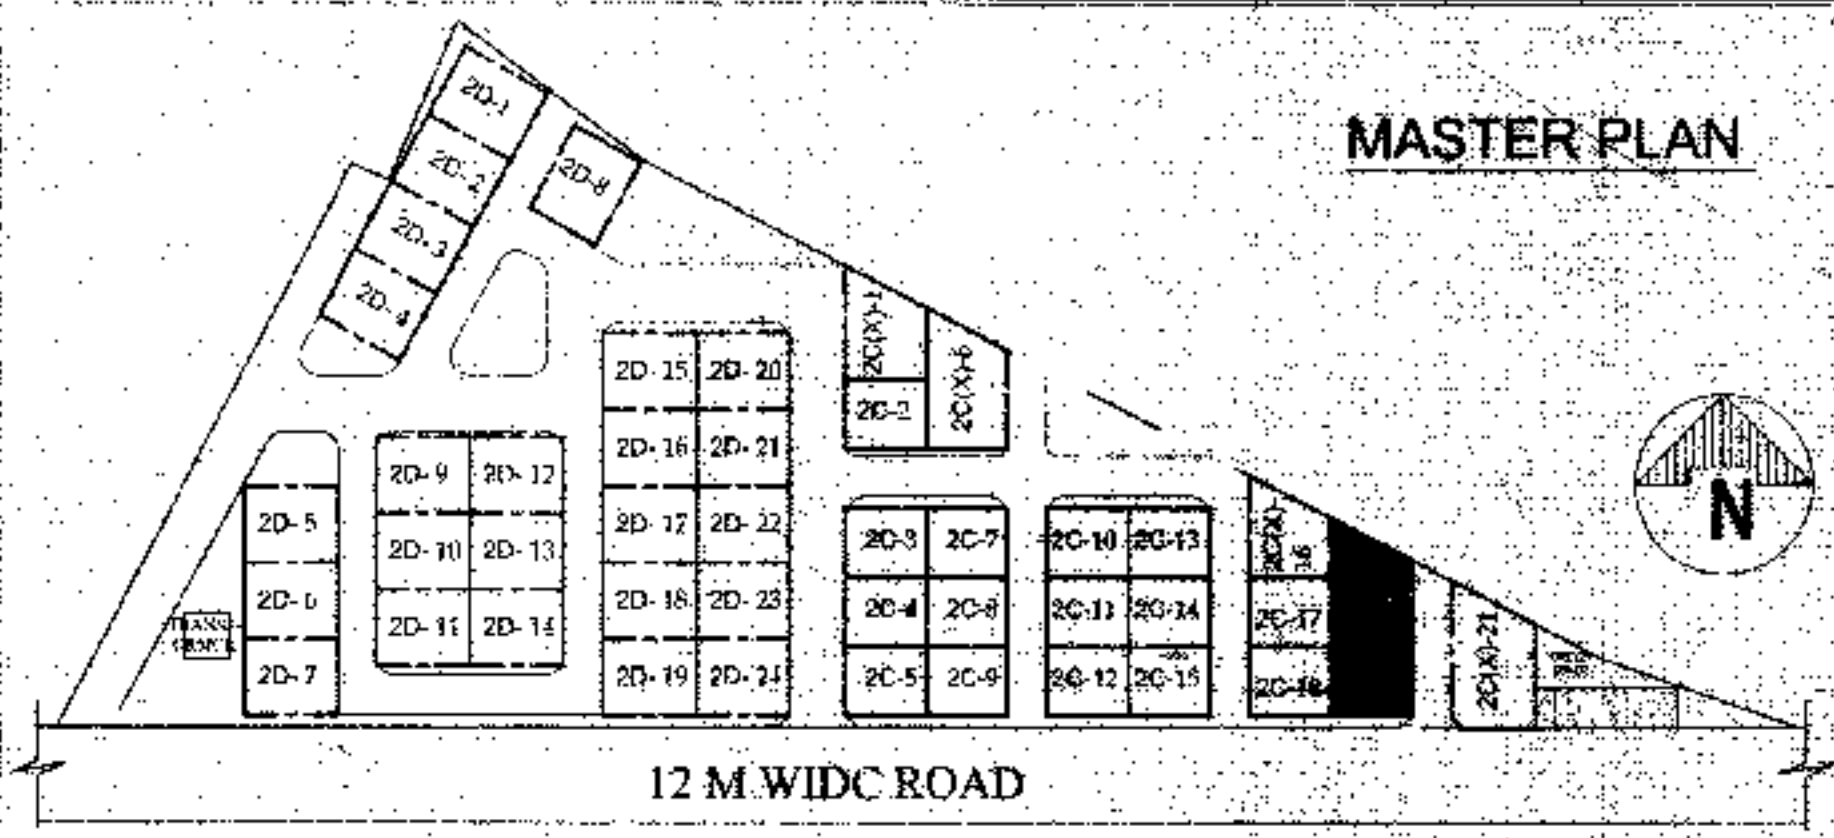 MASTER PLAN
2D-1
2D-2
2D-3
2D-4
2D-8
2C(X)-1
2C-2
2C(X)-6
2D-15 2D-20
2D-16 2D-21
2D-17 2D-22
2D-18 2D-23
2D-19 2D-24
2D-9 2D-12
2D-10 2D-13
2D-11 2D-14
2D-5
2D-6
2D-7
2C-3 2C-7
2C-4 2C-8
2C-5 2C-9
2C-10 2C-13
2C-11 2C-14
2C-12 2C-15
2C(X)-
16
2C-17
2C-18
2C(X)-21
N
12 M WIDC ROAD